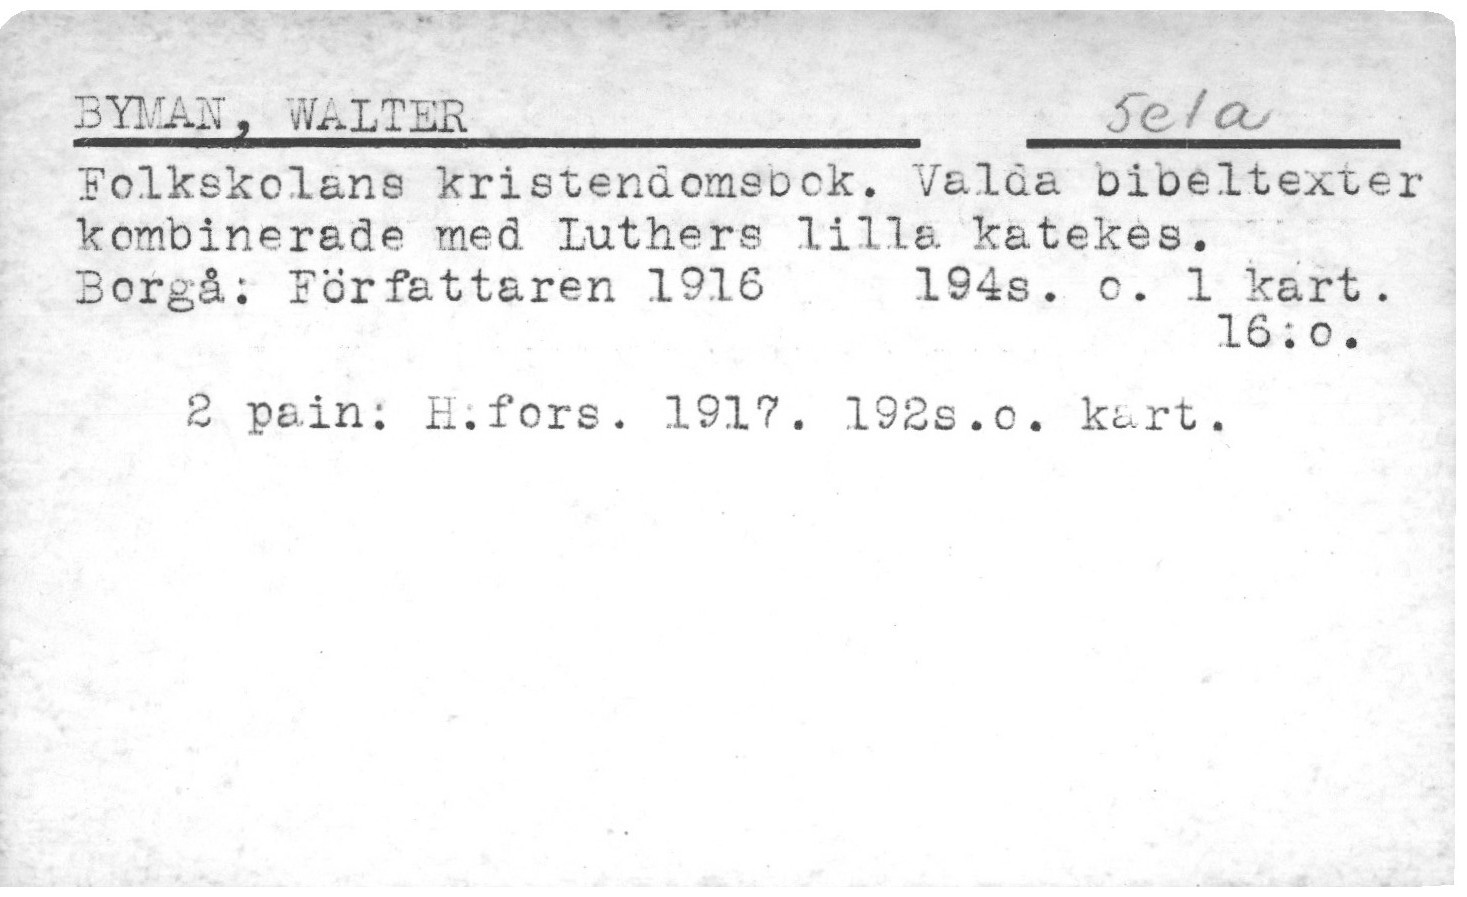 BYMAN, WALTER 5e1a
Folkskolans kristendomsbok. Valda bibeltexter
kombinerade med Luthers lilla katekes.
Borgå: Författaren 1916 194s. o. 1 kart.
16:o.
2 pain: H:fors. 1917. 192s.o. kart.